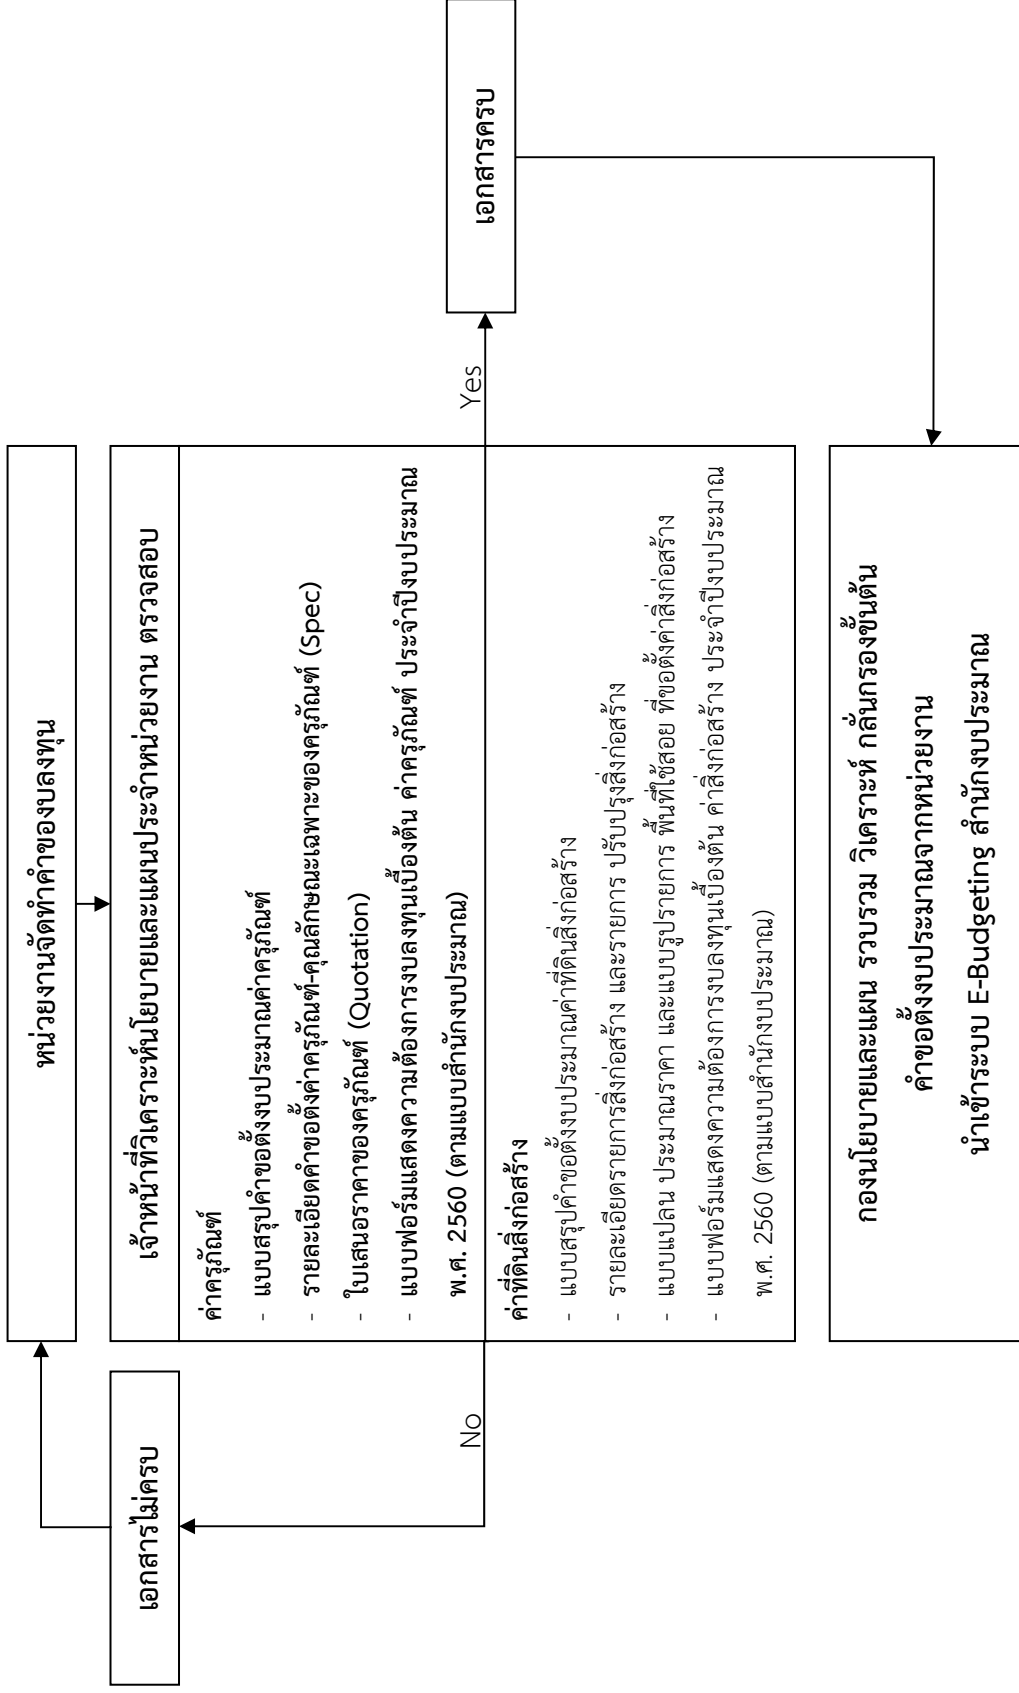 หน่วยงานจัดทำคำของบลงทุน
เจ้าหน้าที่วิเคราะห์นโยบายและแผนประจำหน่วยงาน ตรวจสอบ
ค่าครุภัณฑ์
- แบบสรุปคำขอตั้งงบประมาณค่าครุภัณฑ์
- รายละเอียดคำขอตั้งค่าครุภัณฑ์-คุณลักษณะเฉพาะของครุภัณฑ์ (Spec)
- ใบเสนอราคาของครุภัณฑ์ (Quotation)
- แบบฟอร์มแสดงความต้องการงบลงทุนเบื้องต้น ค่าครุภัณฑ์ ประจำปีงบประมาณ
พ.ศ. 2560 (ตามแบบสำนักงบประมาณ)
ค่าที่ดินสิ่งก่อสร้าง
- แบบสรุปคำขอตั้งงบประมาณค่าที่ดินสิ่งก่อสร้าง
- รายละเอียดรายการสิ่งก่อสร้าง และรายการ ปรับปรุงสิ่งก่อสร้าง
- แบบแปลน ประมาณราคา และแบบรูปรายการ พื้นที่ใช้สอย ที่ขอตั้งค่าสิ่งก่อสร้าง
- แบบฟอร์มแสดงความต้องการงบลงทุนเบื้องต้น ค่าสิ่งก่อสร้าง ประจำปีงบประมาณ
พ.ศ. 2560 (ตามแบบสำนักงบประมาณ)
No
เอกสารไม่ครบ
Yes
เอกสารครบ
กองนโยบายและแผน รวบรวม วิเคราะห์ กลั่นกรองขั้นต้น
คำขอตั้งงบประมาณจากหน่วยงาน
นำเข้าระบบ E-Budgeting สำนักงบประมาณ